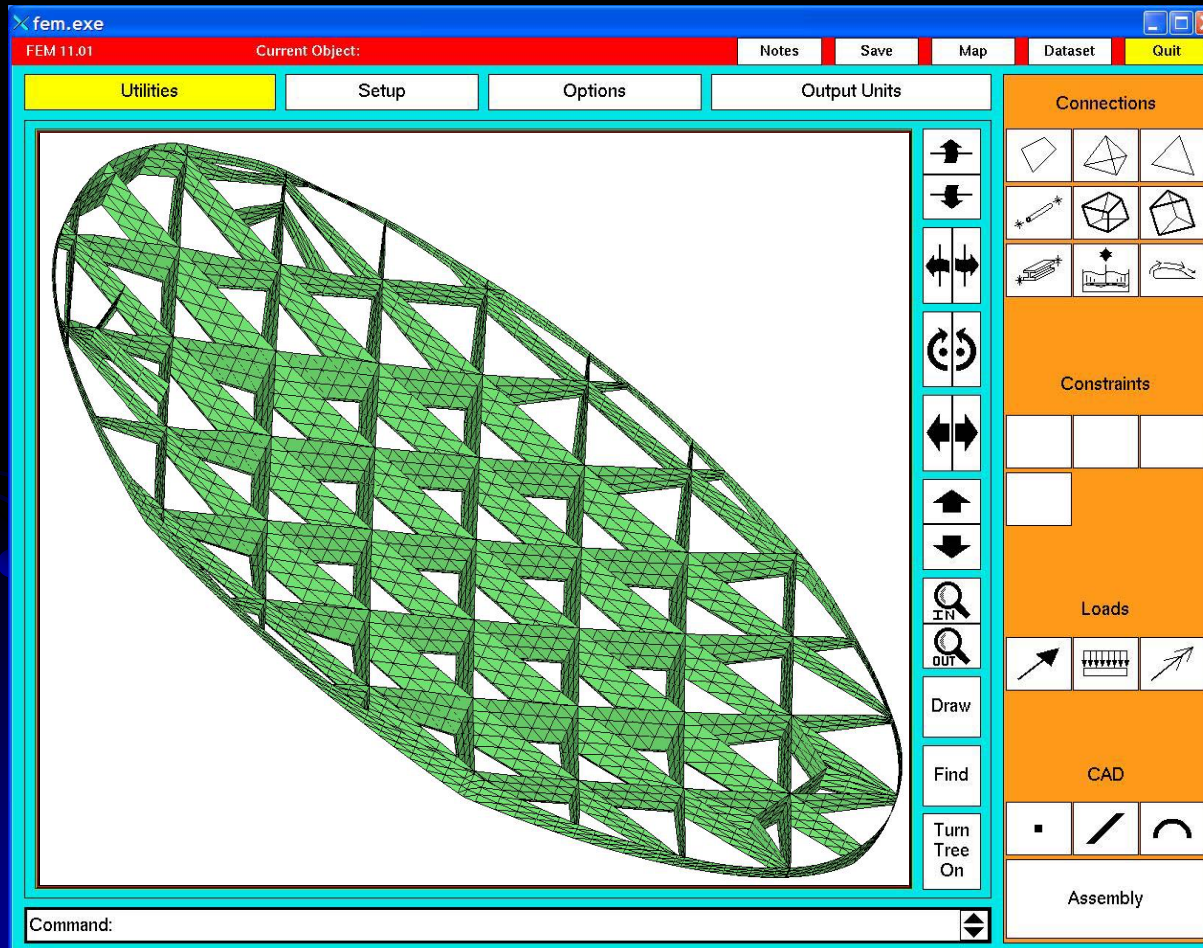 fem.exe
FEM 11.01 Current Object: Notes Save Map Dataset Quit
Utilities Setup Options Output Units
Connections
Constraints
IN
OUT
Loads
Draw
Find
CAD
Turn
Tree
On
Assembly
Command: